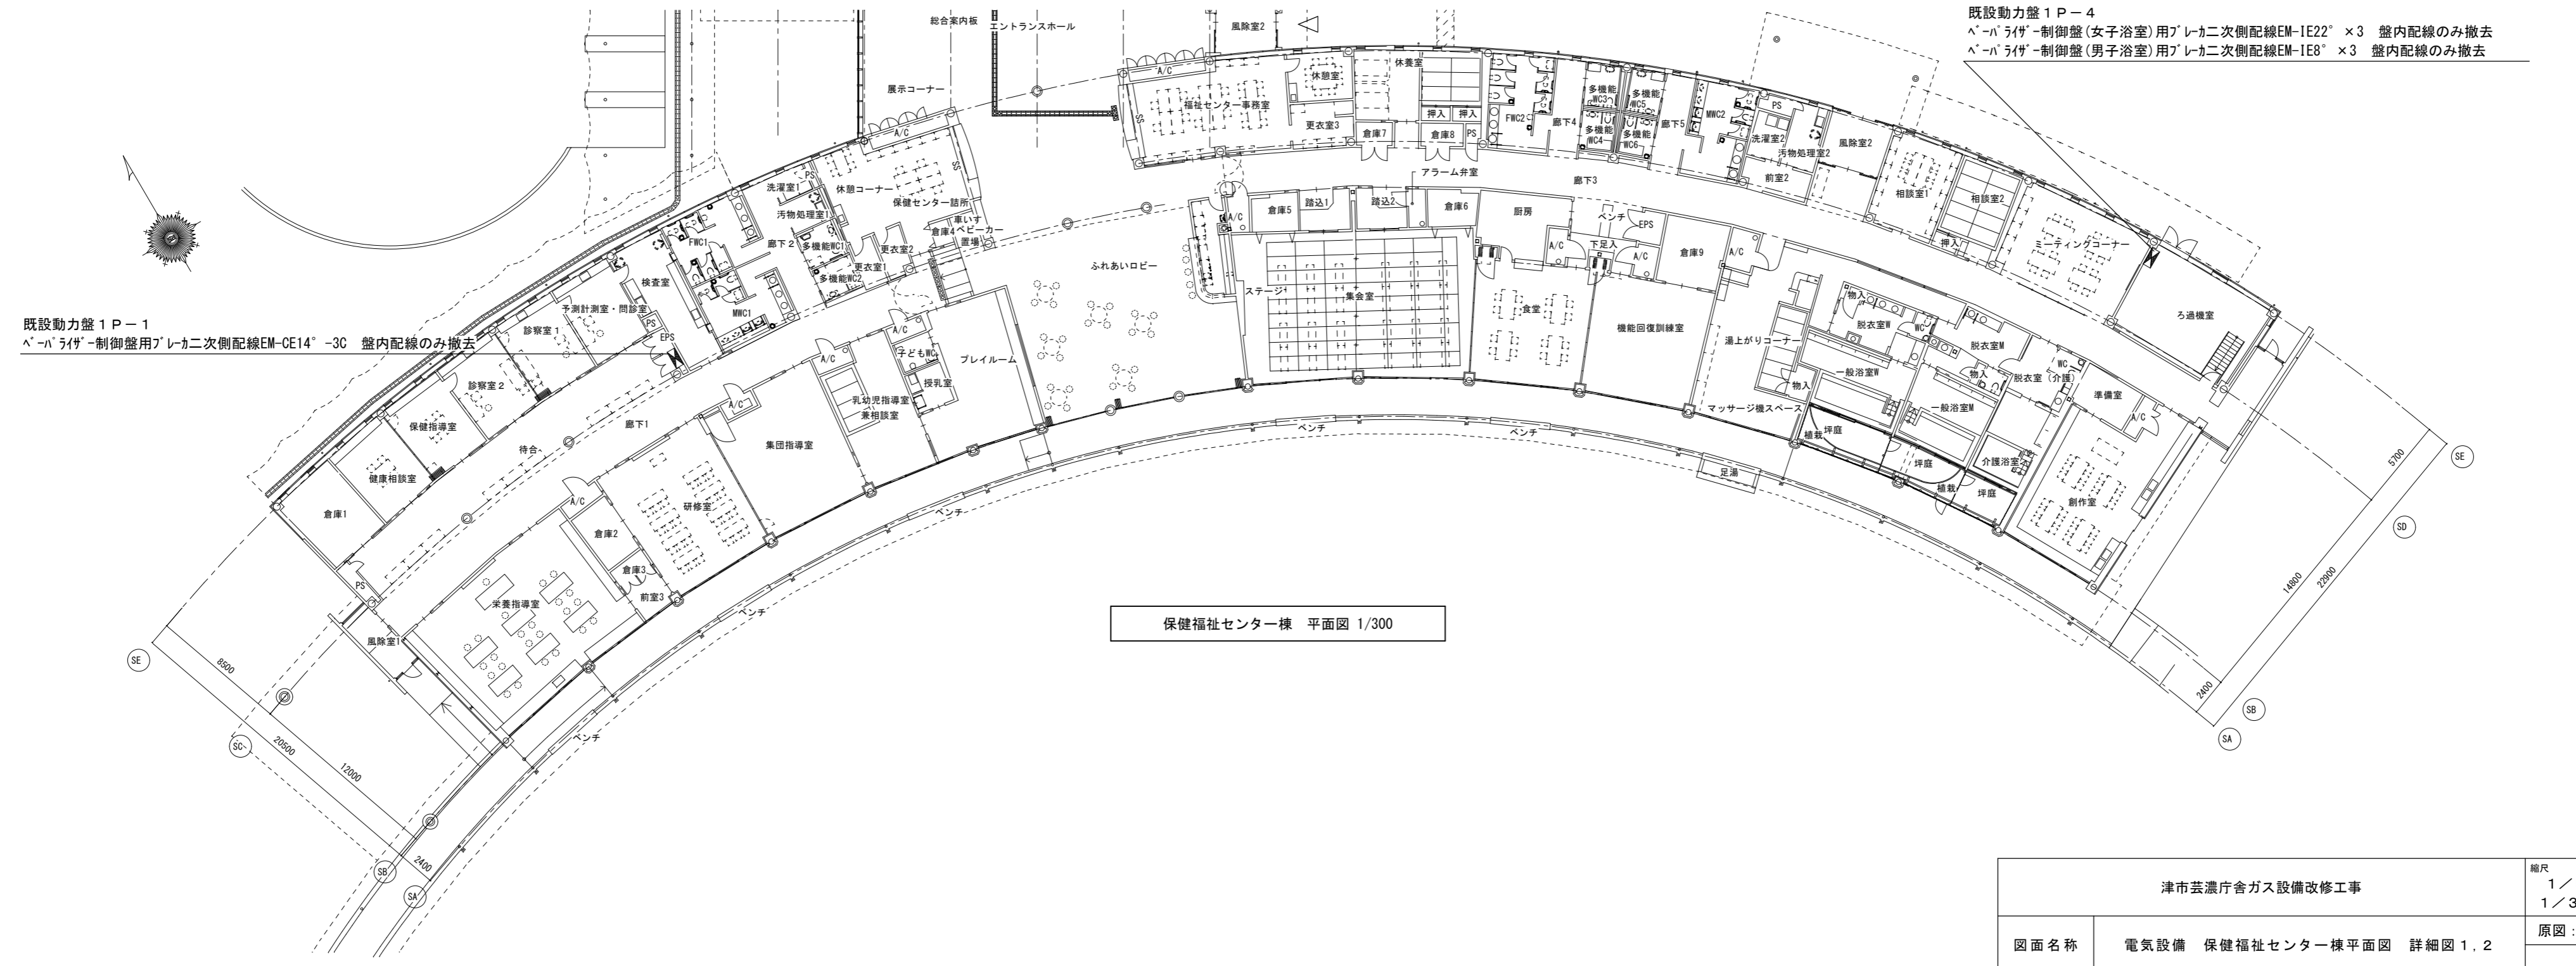 既設動力盤1P-4
ベーパライザー制御盤(女子浴室)用ブレーカ二次側配線EM-IE22°×3 盤内配線のみ撤去
ベーパライザー制御盤(男子浴室)用ブレーカ二次側配線EM-IE8°×3 盤内配線のみ撤去
総合案内板
エントランスホール
風除室2
展示コーナー
A/C
A/C
SS
SS
福祉センター事務室
休憩室
更衣室3
休養室
押入
押入
倉庫7
倉庫8
PS
FWC2
廊下4
多機能
WC3
多機能
WC5
多機能
WC4
多機能
WC6
廊下5
MWC2
PS
洗濯室2
汚物処理室2
前室2
風除室2
相談室1
相談室2
押入
ミーティングコーナー
ろ過機室
アラーム弁室
廊下3
洗濯室1
PS
休憩コーナー
保健センター詰所
汚物処理室1
車いす
ベビーカー
置場
倉庫4
FWC1
廊下2
多機能WC1
更衣室2
更衣室1
多機能WC2
検査室
MWC1
PS
EPS
予測計測室・問診室
診察室1
診察室2
保健指導室
健康相談室
倉庫1
既設動力盤1P-1
ベーパライザー制御盤用ブレーカ二次側配線EM-CE14°-3C 盤内配線のみ撤去
ふれあいロビー
A/C
倉庫5
踏込1
踏込2
倉庫6
厨房
ベンチ
EPS
A/C
下足入
A/C
倉庫9
A/C
ステージ
集会室
食堂
機能回復訓練室
湯上がりコーナー
物入
脱衣室W
WC
脱衣室M
WC
物入
脱衣室(介護)
準備室
A/C
一般浴室W
物入
一般浴室M
マッサージ機スペース
植栽
坪庭
坪庭
介護浴室
植栽
坪庭
創作室
A/C
子どもWC
プレイルーム
A/C
授乳室
乳幼児指導室
兼相談室
A/C
集団指導室
廊下1
待合
研修室
A/C
倉庫2
倉庫3
前室3
PS
栄養指導室
風除室1
ベンチ
ベンチ
足湯
ベンチ
ベンチ
ベンチ
保健福祉センター棟 平面図 1/300
SE
8500
SC
20500
12000
SB
2400
SA
SE
5700
SD
14800
22900
2400
SB
SA
津市芸濃庁舎ガス設備改修工事
縮尺
1/
1/3
図面名称
電気設備 保健福祉センター棟平面図 詳細図1,2
原図: